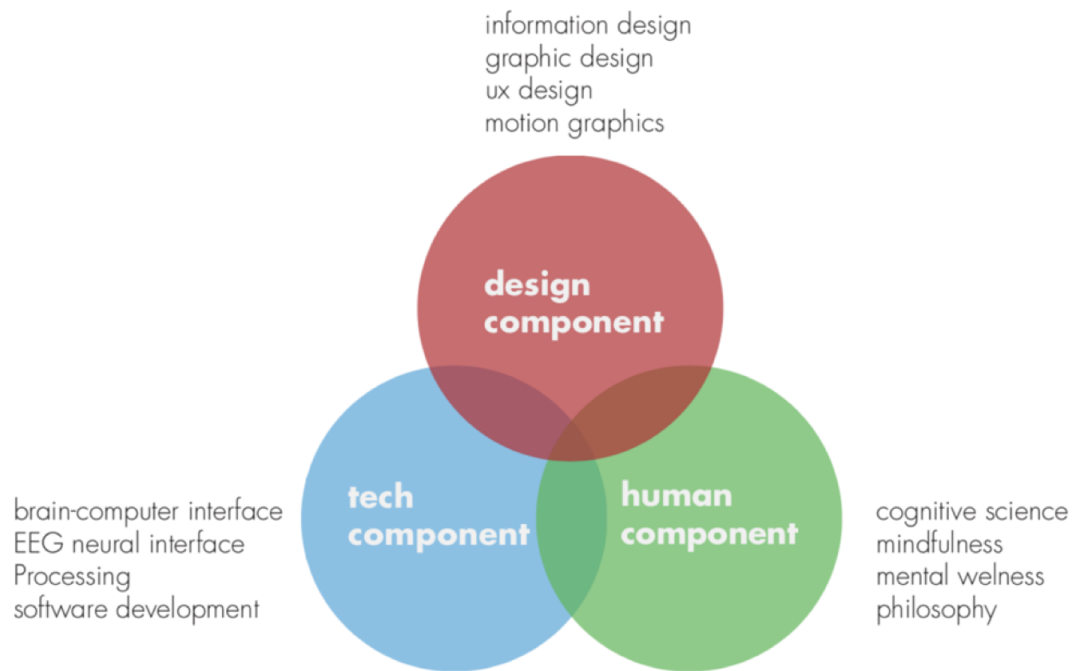 information design
graphic design
ux design
motion graphics
design
component
tech
component
human
component
brain-computer interface
EEG neural interface
Processing
software development
cognitive science
mindfulness
mental welness
philosophy